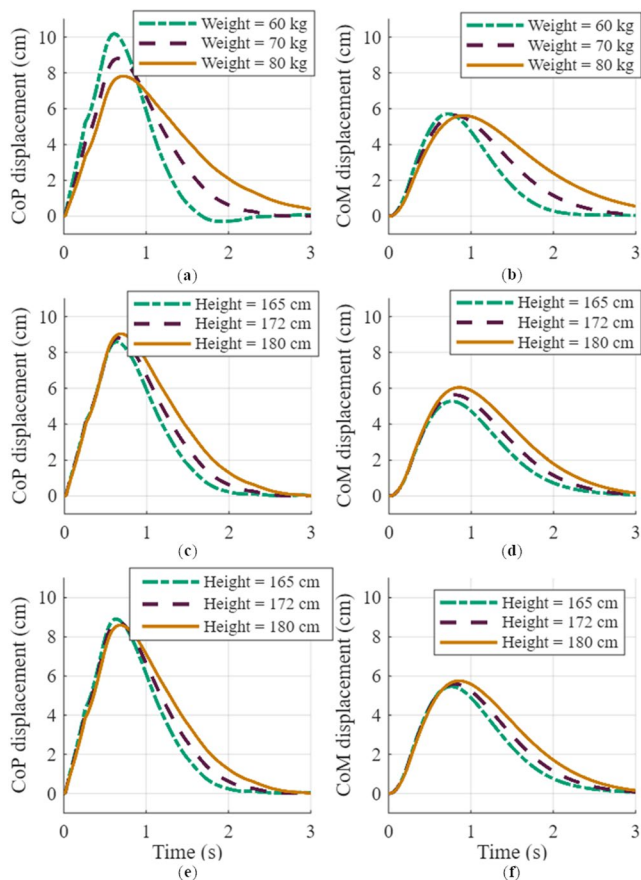 CoP displacement (cm)
10
8
6
4
2
0
Weight = 60 kg
Weight = 70 kg
Weight = 80 kg
0 1 2 3
(a)
CoM displacement (cm)
10
8
6
4
2
0
Weight = 60 kg
Weight = 70 kg
Weight = 80 kg
0 1 2 3
(b)
CoP displacement (cm)
10
8
6
4
2
0
Height = 165 cm
Height = 172 cm
Height = 180 cm
0 1 2 3
(c)
CoM displacement (cm)
10
8
6
4
2
0
Height = 165 cm
Height = 172 cm
Height = 180 cm
0 1 2 3
(d)
CoP displacement (cm)
10
8
6
4
2
0
Height = 165 cm
Height = 172 cm
Height = 180 cm
0 1 2 3
Time (s)
(e)
CoM displacement (cm)
10
8
6
4
2
0
Height = 165 cm
Height = 172 cm
Height = 180 cm
0 1 2 3
Time (s)
(f)